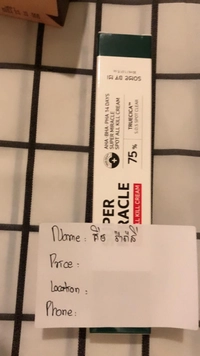 SOME BY MI
AHA·BHA·PHA 14 DAYS
SUPER MIRACLE
SPOT ALL KILL CREAM
TRUECICA™
75 %
PER
RACLE
LL KILL CREAM
Name :
Price :
Location :
Phone :